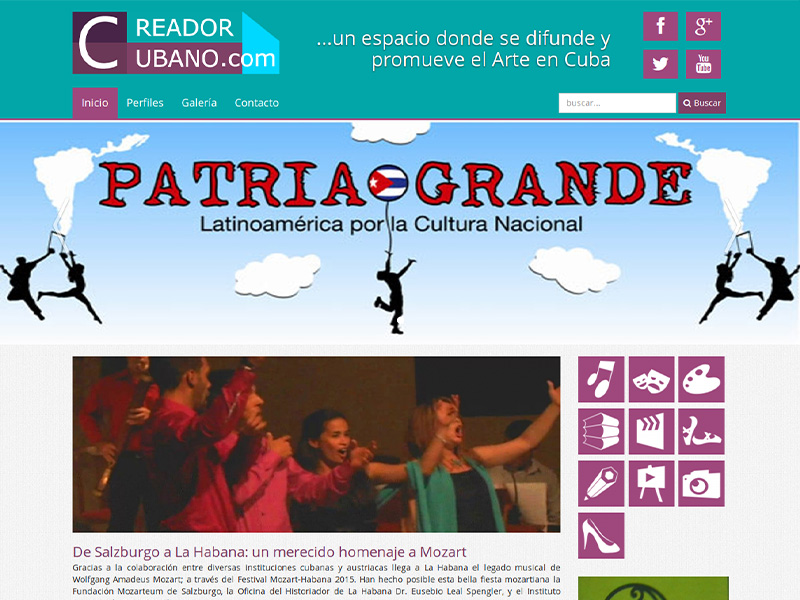 CREADOR
CUBANO.com
...un espacio donde se difunde y
promueve el Arte en Cuba
f
g+
You
Tube
Inicio Perfiles Galería Contacto
buscar...
Buscar
PATRIA GRANDE
Latinoamérica por la Cultura Nacional
De Salzburgo a La Habana: un merecido homenaje a Mozart
Gracias a la colaboración entre diversas instituciones cubanas y austriacas llega a La Habana el legado musical de
Wolfgang Amadeus Mozart; a través del Festival Mozart-Habana 2015. Han hecho posible esta bella fiesta mozartiana la
Fundación Mozarteum de Salzburgo, la Oficina del Historiador de La Habana Dr. Eusebio Leal Spengler, y el Instituto